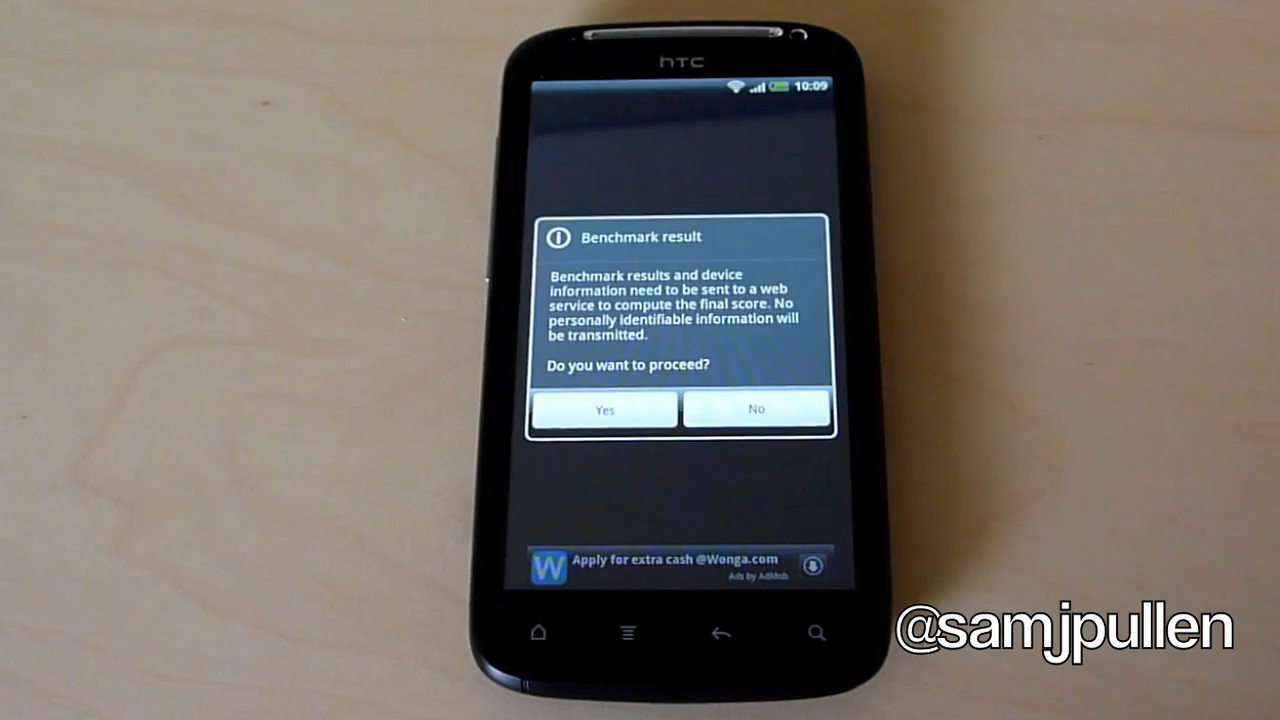 hTC
10:09
Benchmark result
Benchmark results and device
information need to be sent to a web
service to compute the final score. No
personally identifiable information will
be transmitted.
Do you want to proceed?
Yes No
W Apply for extra cash @Wonga.com
Ads by AdMob
@samjpullen